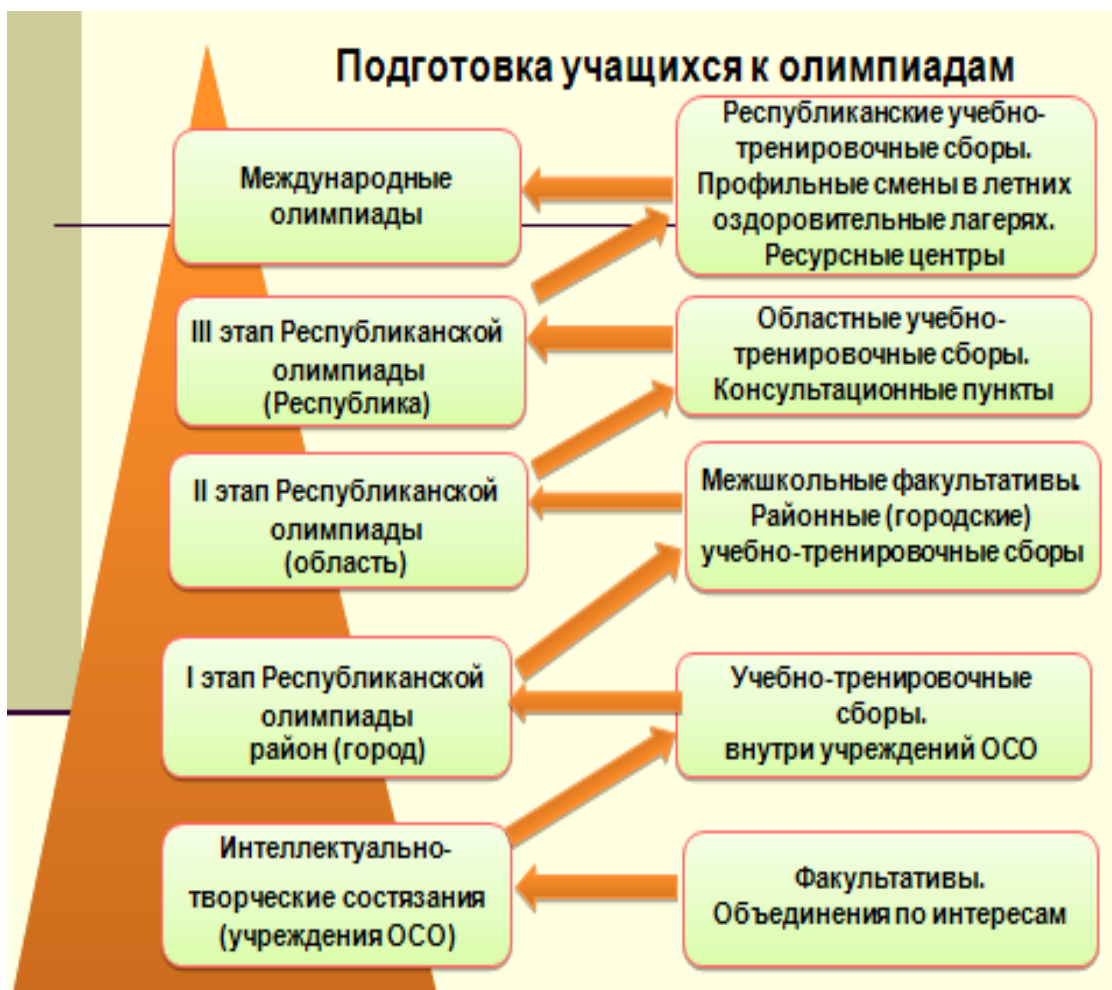 Подготовка учащихся к олимпиадам
Международные
олимпиады
Республиканские учебно-
тренировочные сборы.
Профильные смены в летних
оздоровительные лагерях.
Ресурсные центры
III этап Республиканской
олимпиады
(Республика)
Областные учебно-
тренировочные сборы.
Консультационные пункты
II этап Республиканской
олимпиады
(область)
Межшкольные факультативы.
Районные (городские)
учебно-тренировочные сборы
I этап Республиканской
олимпиады
район (город)
Учебно-тренировочные
сборы.
внутри учреждений ОСО
Интеллектуально-
творческие состязания
(учреждения ОСО)
Факультативы.
Объединения по интересам